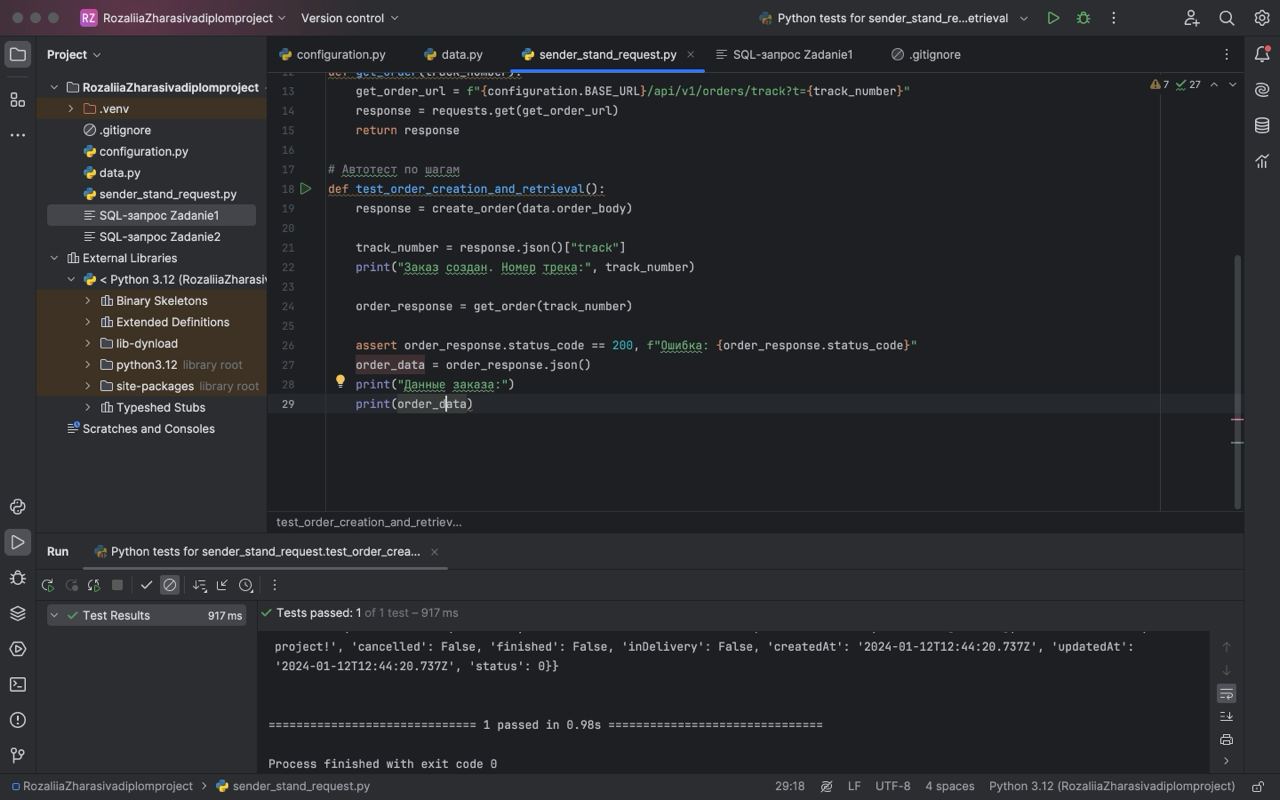 RZ RozaliiaZharasivadiplomproject Version control Python tests for sender_stand_re...etrieval
Project
configuration.py data.py sender_stand_request.py SQL-запрос Zadanie1 .gitignore
RozaliiaZharasivadiplomproject
.venv
.gitignore
configuration.py
data.py
sender_stand_request.py
SQL-запрос Zadanie1
SQL-запрос Zadanie2
External Libraries
< Python 3.12 (RozaliiaZharasiv
Binary Skeletons
Extended Definitions
lib-dynload
python3.12 library root
site-packages library root
Typeshed Stubs
Scratches and Consoles
7 27
12 def get_order(track_number):
13 get_order_url = f"{configuration.BASE_URL}/api/v1/orders/track?t={track_number}"
14 response = requests.get(get_order_url)
15 return response
16
17 # Автотест по шагам
18 def test_order_creation_and_retrieval():
19 response = create_order(data.order_body)
20
21 track_number = response.json()["track"]
22 print("Заказ создан. Номер трека:", track_number)
23
24 order_response = get_order(track_number)
25
26 assert order_response.status_code == 200, f"Ошибка: {order_response.status_code}"
27 order_data = order_response.json()
28 print("Данные заказа:")
29 print(order_data)
test_order_creation_and_retriev...
Run Python tests for sender_stand_request.test_order_crea...
Test Results 917 ms
Tests passed: 1 of 1 test – 917 ms
project!', 'cancelled': False, 'finished': False, 'inDelivery': False, 'createdAt': '2024-01-12T12:44:20.737Z', 'updatedAt':
'2024-01-12T12:44:20.737Z', 'status': 0}}
============================== 1 passed in 0.98s ===============================
Process finished with exit code 0
RozaliiaZharasivadiplomproject > sender_stand_request.py 29:18 LF UTF-8 4 spaces Python 3.12 (RozaliiaZharasivadiplomproject)